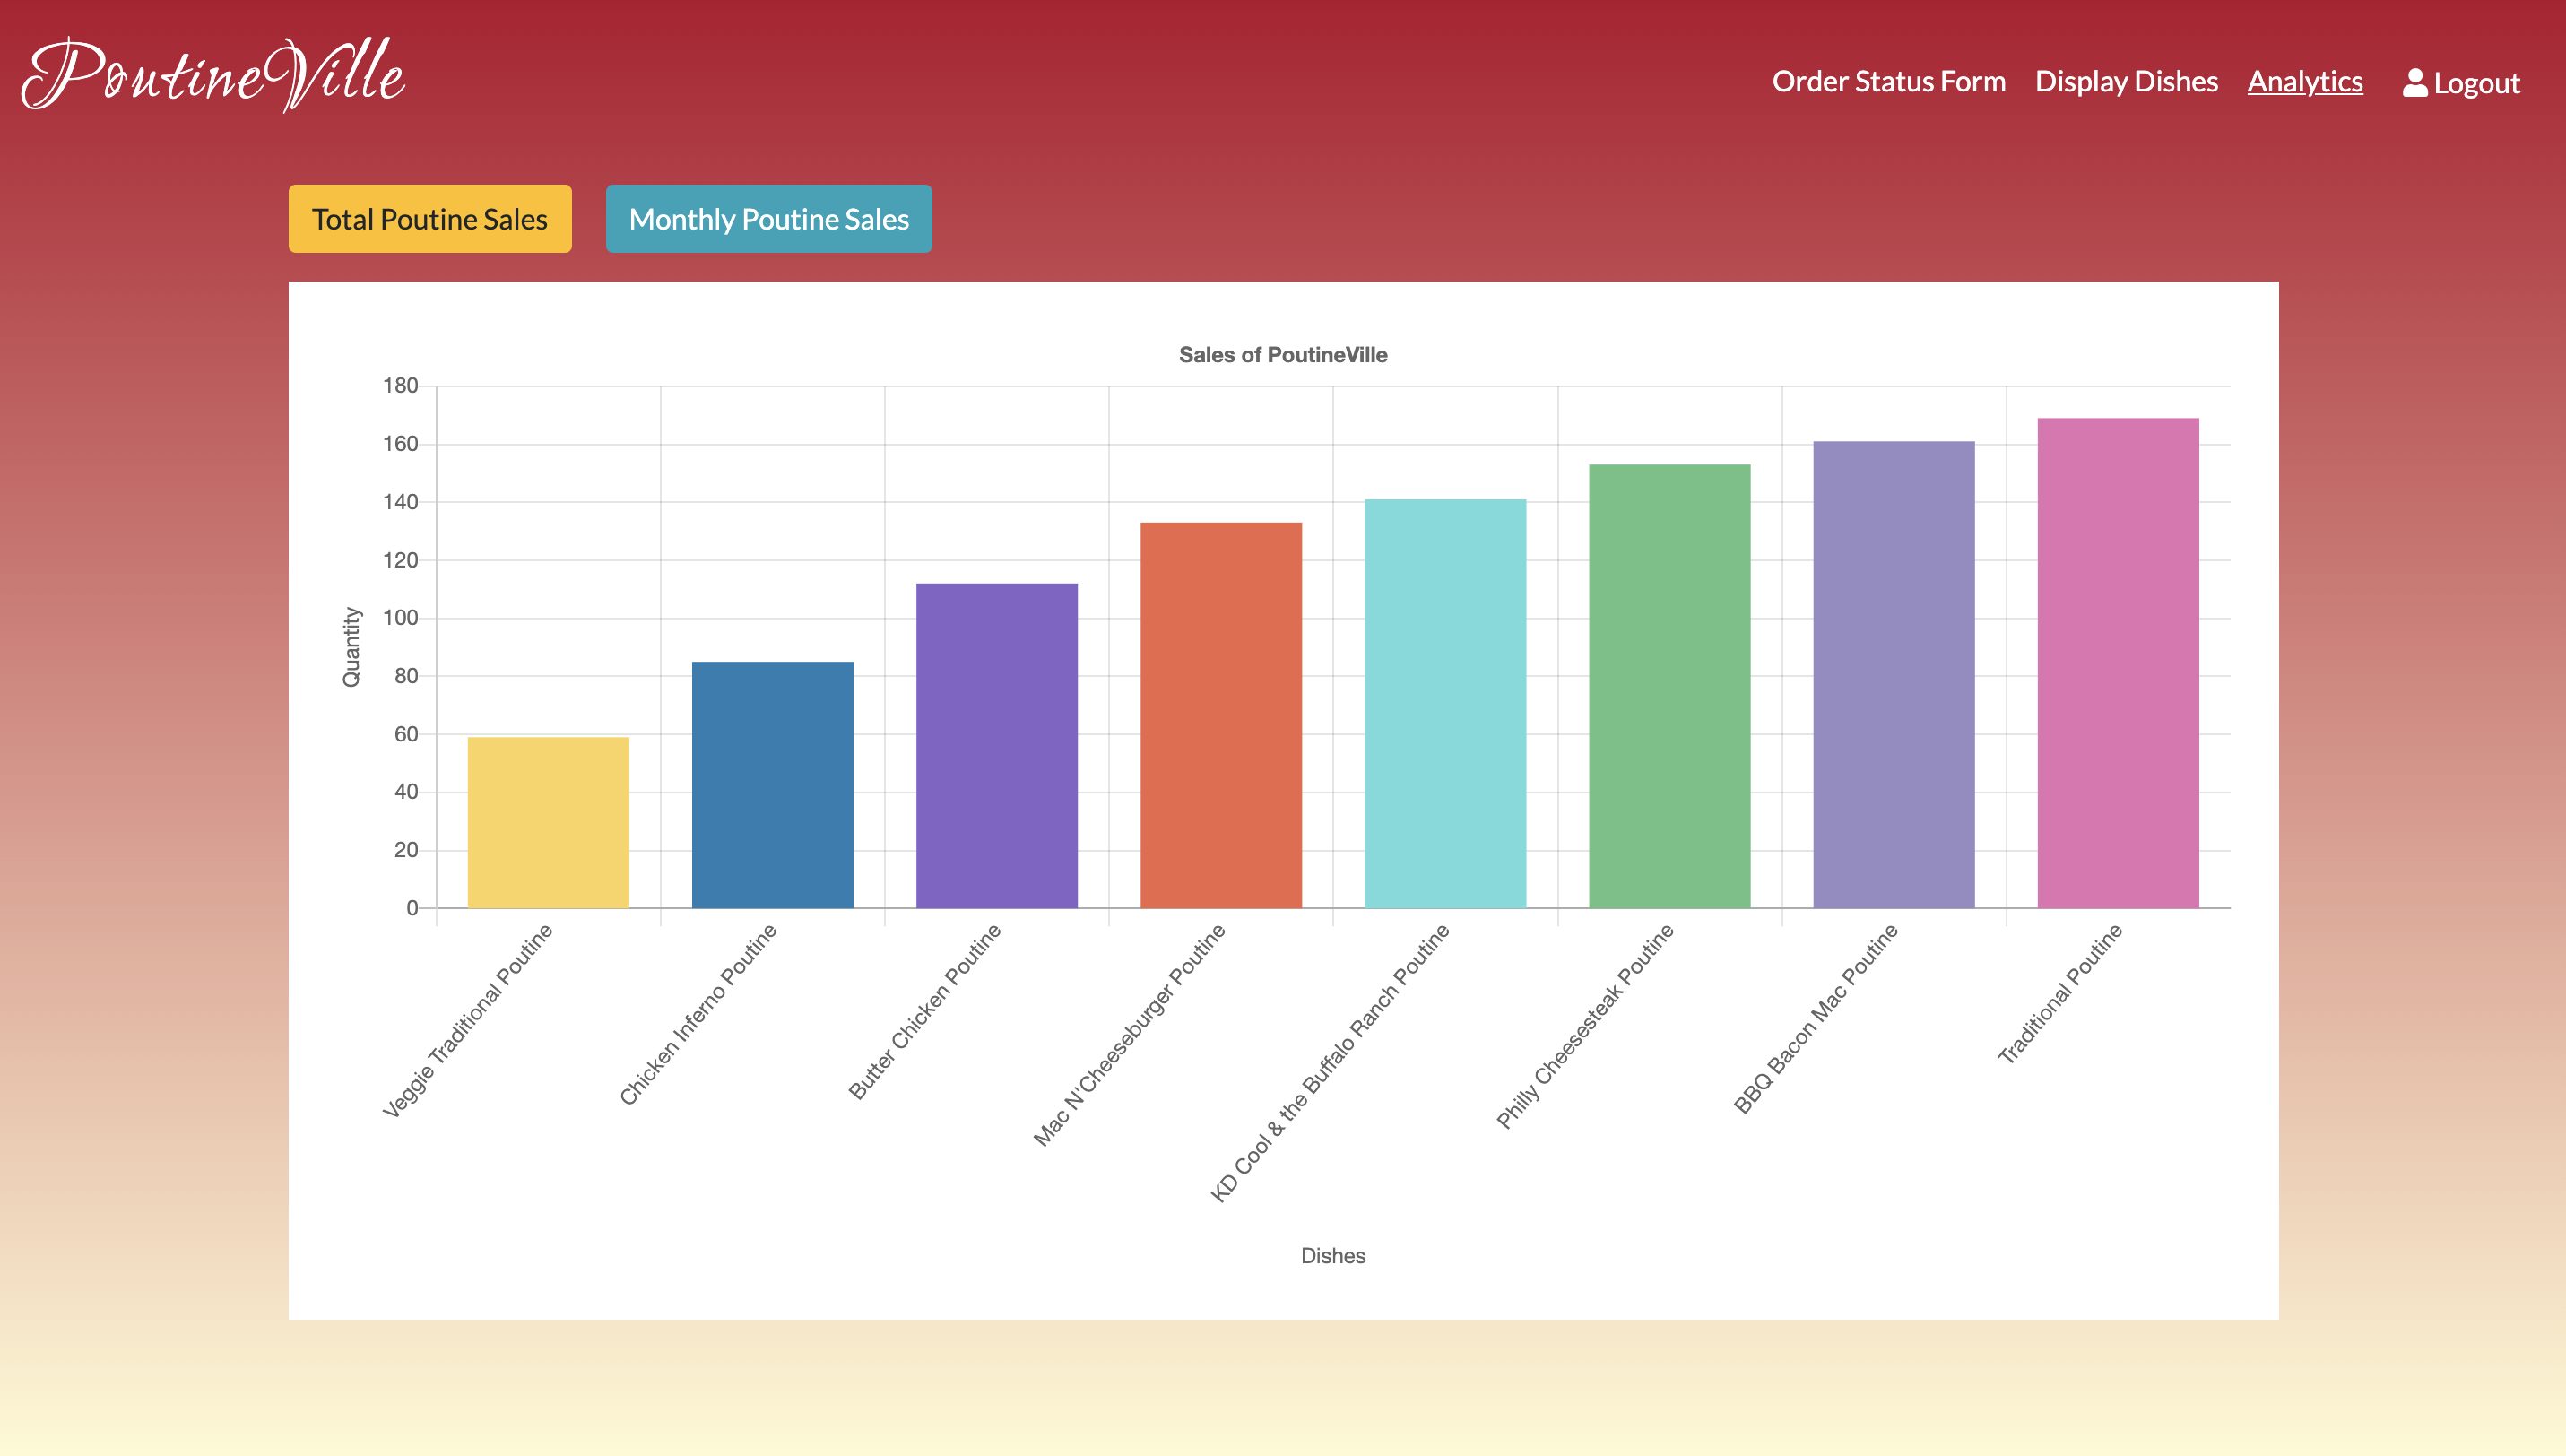 PoutineVille
Order Status Form Display Dishes Analytics Logout
Total Poutine Sales Monthly Poutine Sales
Sales of PoutineVille
Quantity
180
160
140
120
100
80
60
40
20
0
Veggie Traditional Poutine
Chicken Inferno Poutine
Butter Chicken Poutine
Mac N'Cheeseburger Poutine
KD Cool & the Buffalo Ranch Poutine
Philly Cheesesteak Poutine
BBQ Bacon Mac Poutine
Traditional Poutine
Dishes